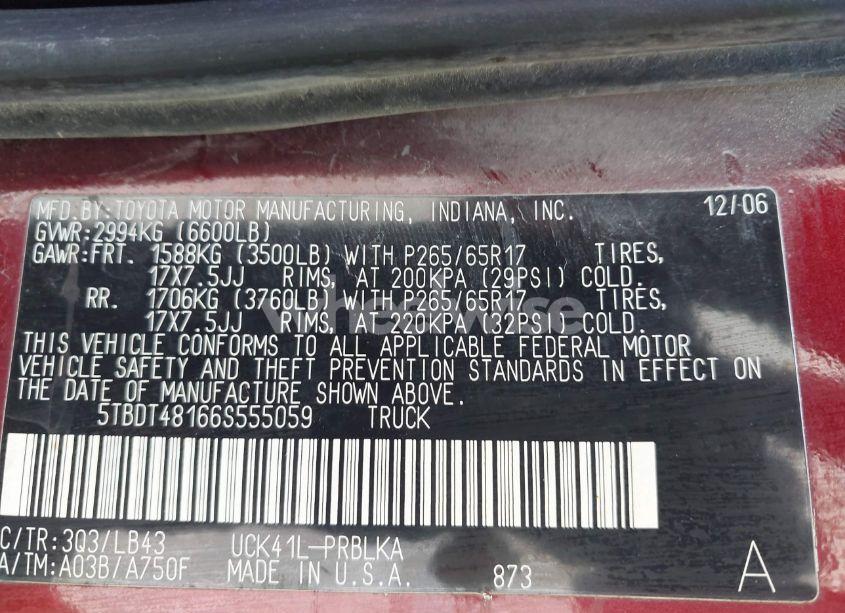 MFD.BY:TOYOTA MOTOR MANUFACTURING, INDIANA, INC. 12/06
GVWR:2994KG (6600LB)
GAWR:FRT. 1588KG (3500LB) WITH P265/65R17 TIRES,
17X7.5JJ RIMS, AT 200KPA (29PSI) COLD.
RR. 1706KG (3760LB) WITH P265/65R17 TIRES,
17X7.5JJ RIMS, AT 220KPA (32PSI) COLD.
THIS VEHICLE CONFORMS TO ALL APPLICABLE FEDERAL MOTOR
VEHICLE SAFETY AND THEFT PREVENTION STANDARDS IN EFFECT ON
THE DATE OF MANUFACTURE SHOWN ABOVE.
5TBDT48166S555059 TRUCK
C/TR:3Q3/LB43 UCK41L-PRBLKA
A/TM:A03B/A750F MADE IN U.S.A. 873 A